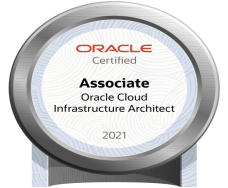 ORACLE
Certified
Associate
Oracle Cloud
Infrastructure Architect
2021